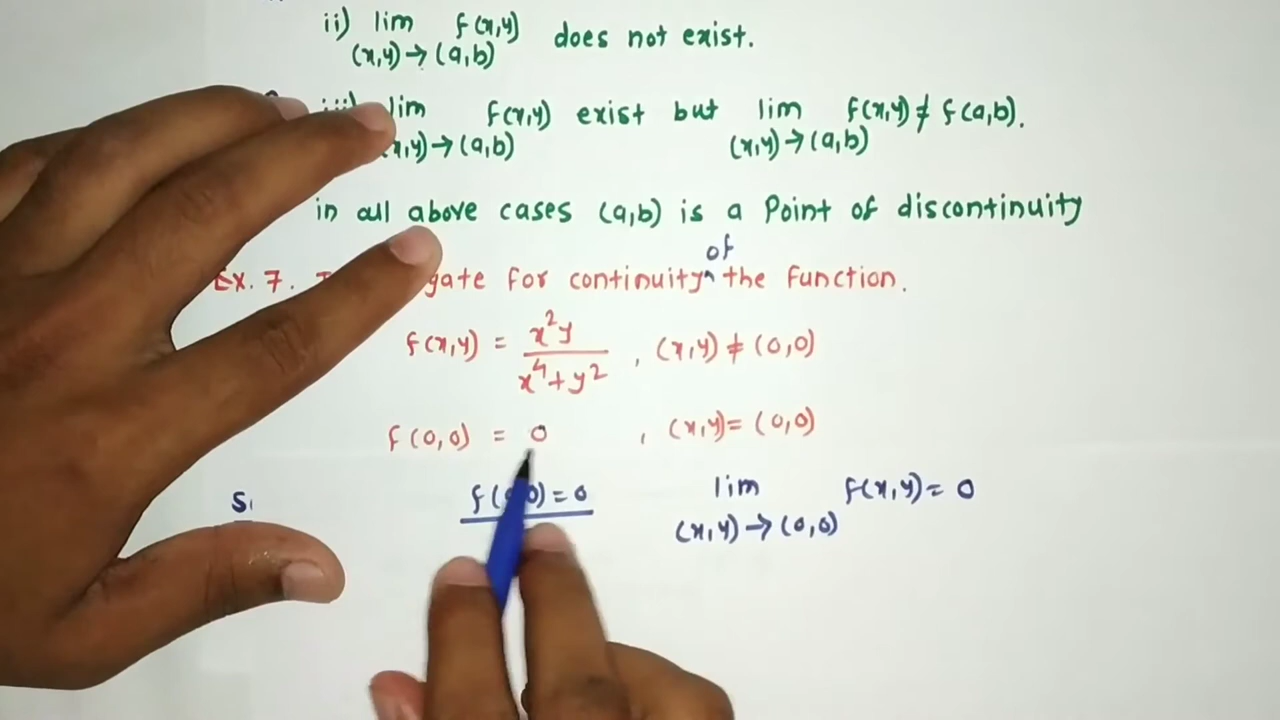 ii) lim f(x,y) does not exist.
(x,y)→(a,b)
lim f(x,y) exist but lim f(x,y) ≠ f(a,b).
(x,y)→(a,b) (x,y)→(a,b)
in all above cases (a,b) is a Point of discontinuity
of
Ex. 7. for continuity ^ the function.
f(x,y) = x²y / x⁴+y² , (x,y) ≠ (0,0)
f(0,0) = 0 , (x,y) = (0,0)
lim f(x,y) = 0
(x,y)→(0,0)